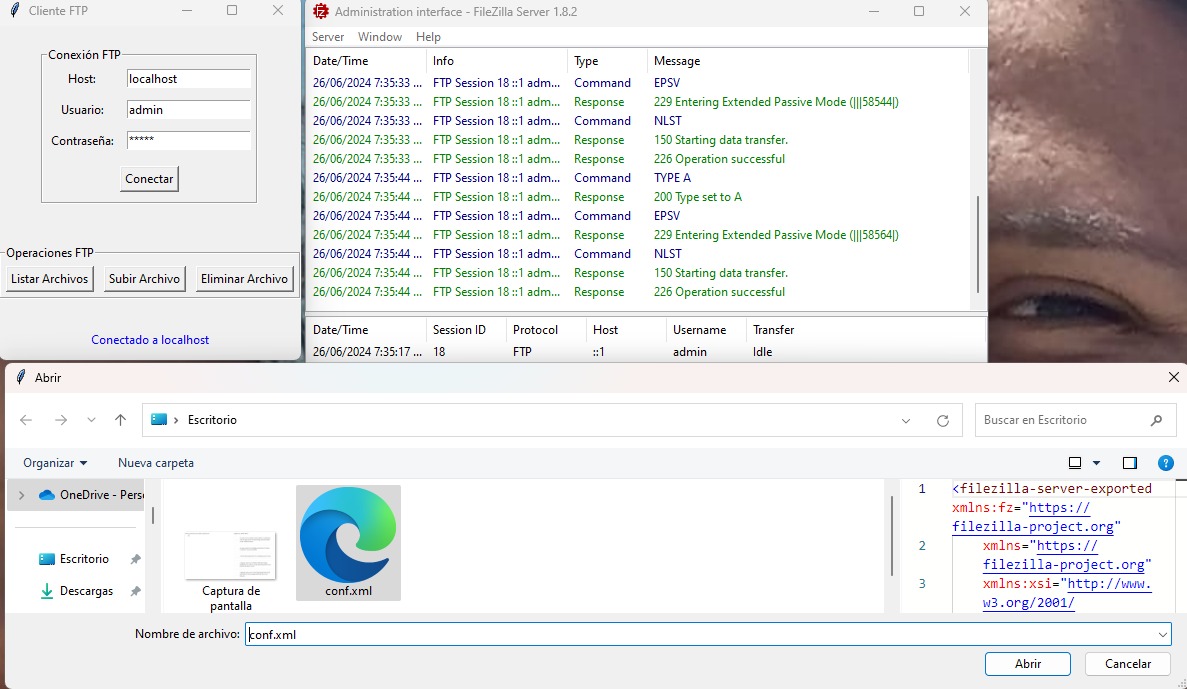 Cliente FTP
Conexión FTP
Host: localhost
Usuario: admin
Contraseña: *****
Conectar
Operaciones FTP
Listar Archivos Subir Archivo Eliminar Archivo
Conectado a localhost
Administration interface - FileZilla Server 1.8.2
Server Window Help
Date/Time Info Type Message
26/06/2024 7:35:33 ... FTP Session 18 ::1 adm... Command EPSV
26/06/2024 7:35:33 ... FTP Session 18 ::1 adm... Response 229 Entering Extended Passive Mode (|||58544|)
26/06/2024 7:35:33 ... FTP Session 18 ::1 adm... Command NLST
26/06/2024 7:35:33 ... FTP Session 18 ::1 adm... Response 150 Starting data transfer.
26/06/2024 7:35:33 ... FTP Session 18 ::1 adm... Response 226 Operation successful
26/06/2024 7:35:44 ... FTP Session 18 ::1 adm... Command TYPE A
26/06/2024 7:35:44 ... FTP Session 18 ::1 adm... Response 200 Type set to A
26/06/2024 7:35:44 ... FTP Session 18 ::1 adm... Command EPSV
26/06/2024 7:35:44 ... FTP Session 18 ::1 adm... Response 229 Entering Extended Passive Mode (|||58564|)
26/06/2024 7:35:44 ... FTP Session 18 ::1 adm... Command NLST
26/06/2024 7:35:44 ... FTP Session 18 ::1 adm... Response 150 Starting data transfer.
26/06/2024 7:35:44 ... FTP Session 18 ::1 adm... Response 226 Operation successful
Date/Time Session ID Protocol Host Username Transfer
26/06/2024 7:35:17 ... 18 FTP ::1 admin Idle
Abrir
Escritorio
Buscar en Escritorio
Organizar Nueva carpeta
OneDrive - Perso
Escritorio
Descargas
Captura de
pantalla
conf.xml
1 <filezilla-server-exported
xmlns:fz="https://
filezilla-project.org"
2 xmlns="https://
filezilla-project.org"
3 xmlns:xsi="http://www.
w3.org/2001/
Nombre de archivo: conf.xml
Abrir Cancelar